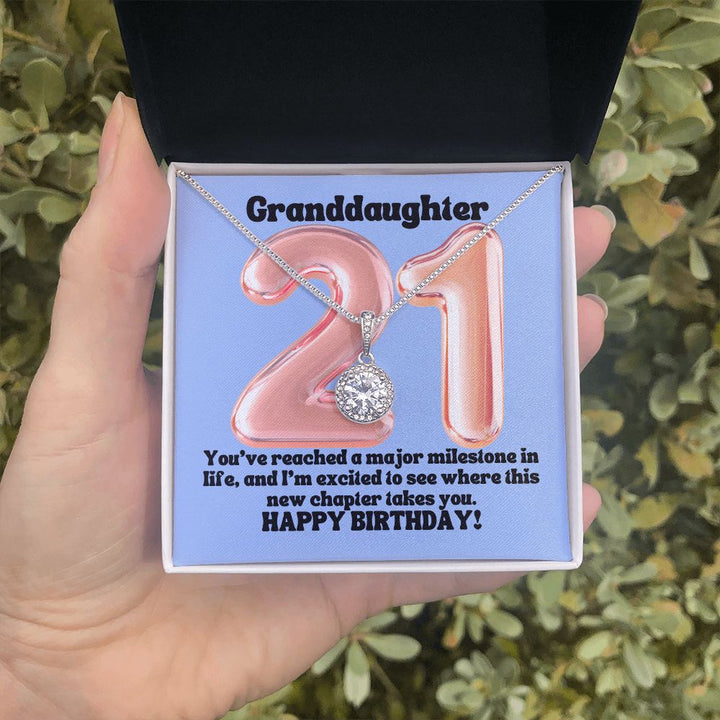 Granddaughter
21
You've reached a major milestone in
life, and I'm excited to see where this
new chapter takes you.
HAPPY BIRTHDAY!